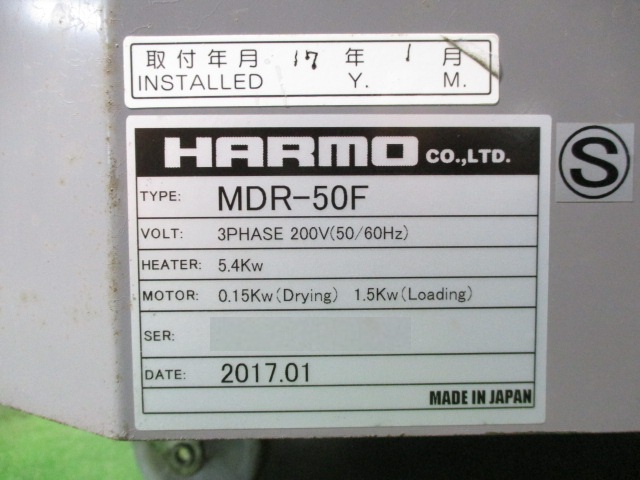 取付年月 17 年 1 月
INSTALLED Y. M.
HARMO CO.,LTD.
S
TYPE: MDR-50F
VOLT: 3PHASE 200V(50/60Hz)
HEATER: 5.4Kw
MOTOR: 0.15Kw(Drying) 1.5Kw(Loading)
SER:
DATE: 2017.01
MADE IN JAPAN